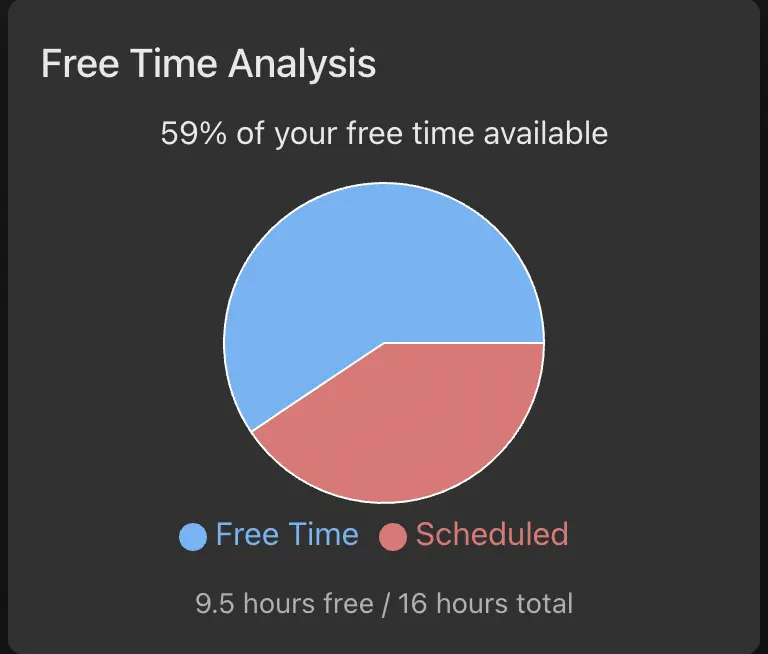 Free Time Analysis
59% of your free time available
Free Time Scheduled
9.5 hours free / 16 hours total